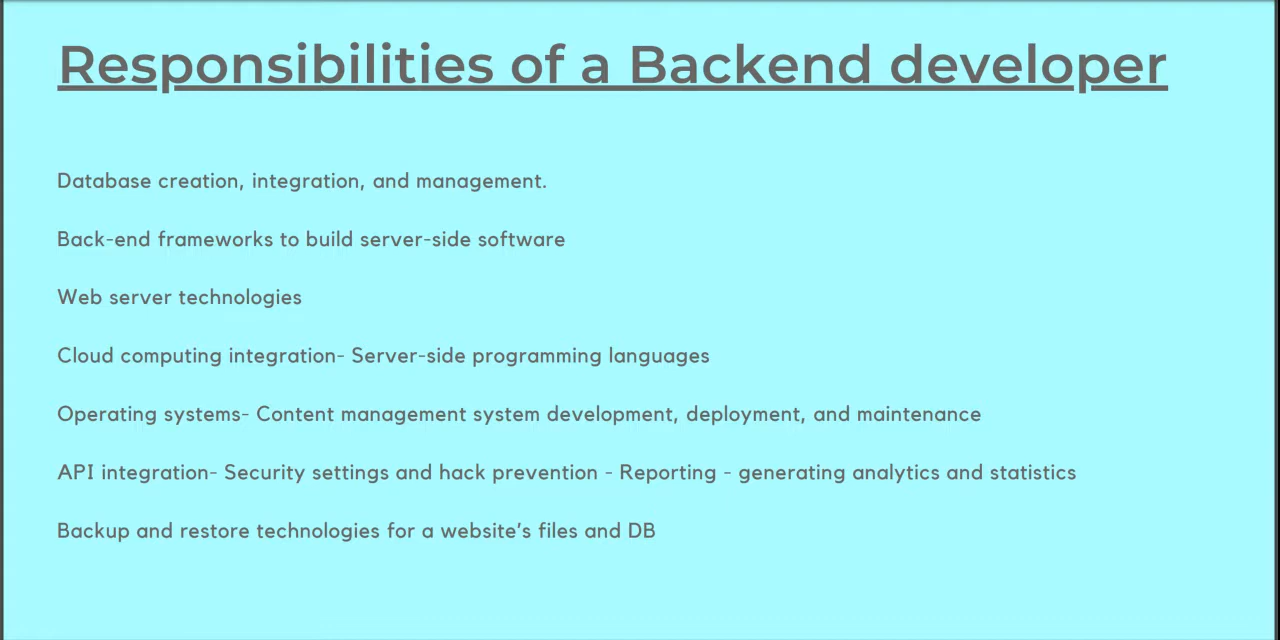 Responsibilities of a Backend developer
Database creation, integration, and management.
Back-end frameworks to build server-side software
Web server technologies
Cloud computing integration- Server-side programming languages
Operating systems- Content management system development, deployment, and maintenance
API integration- Security settings and hack prevention - Reporting - generating analytics and statistics
Backup and restore technologies for a website's files and DB